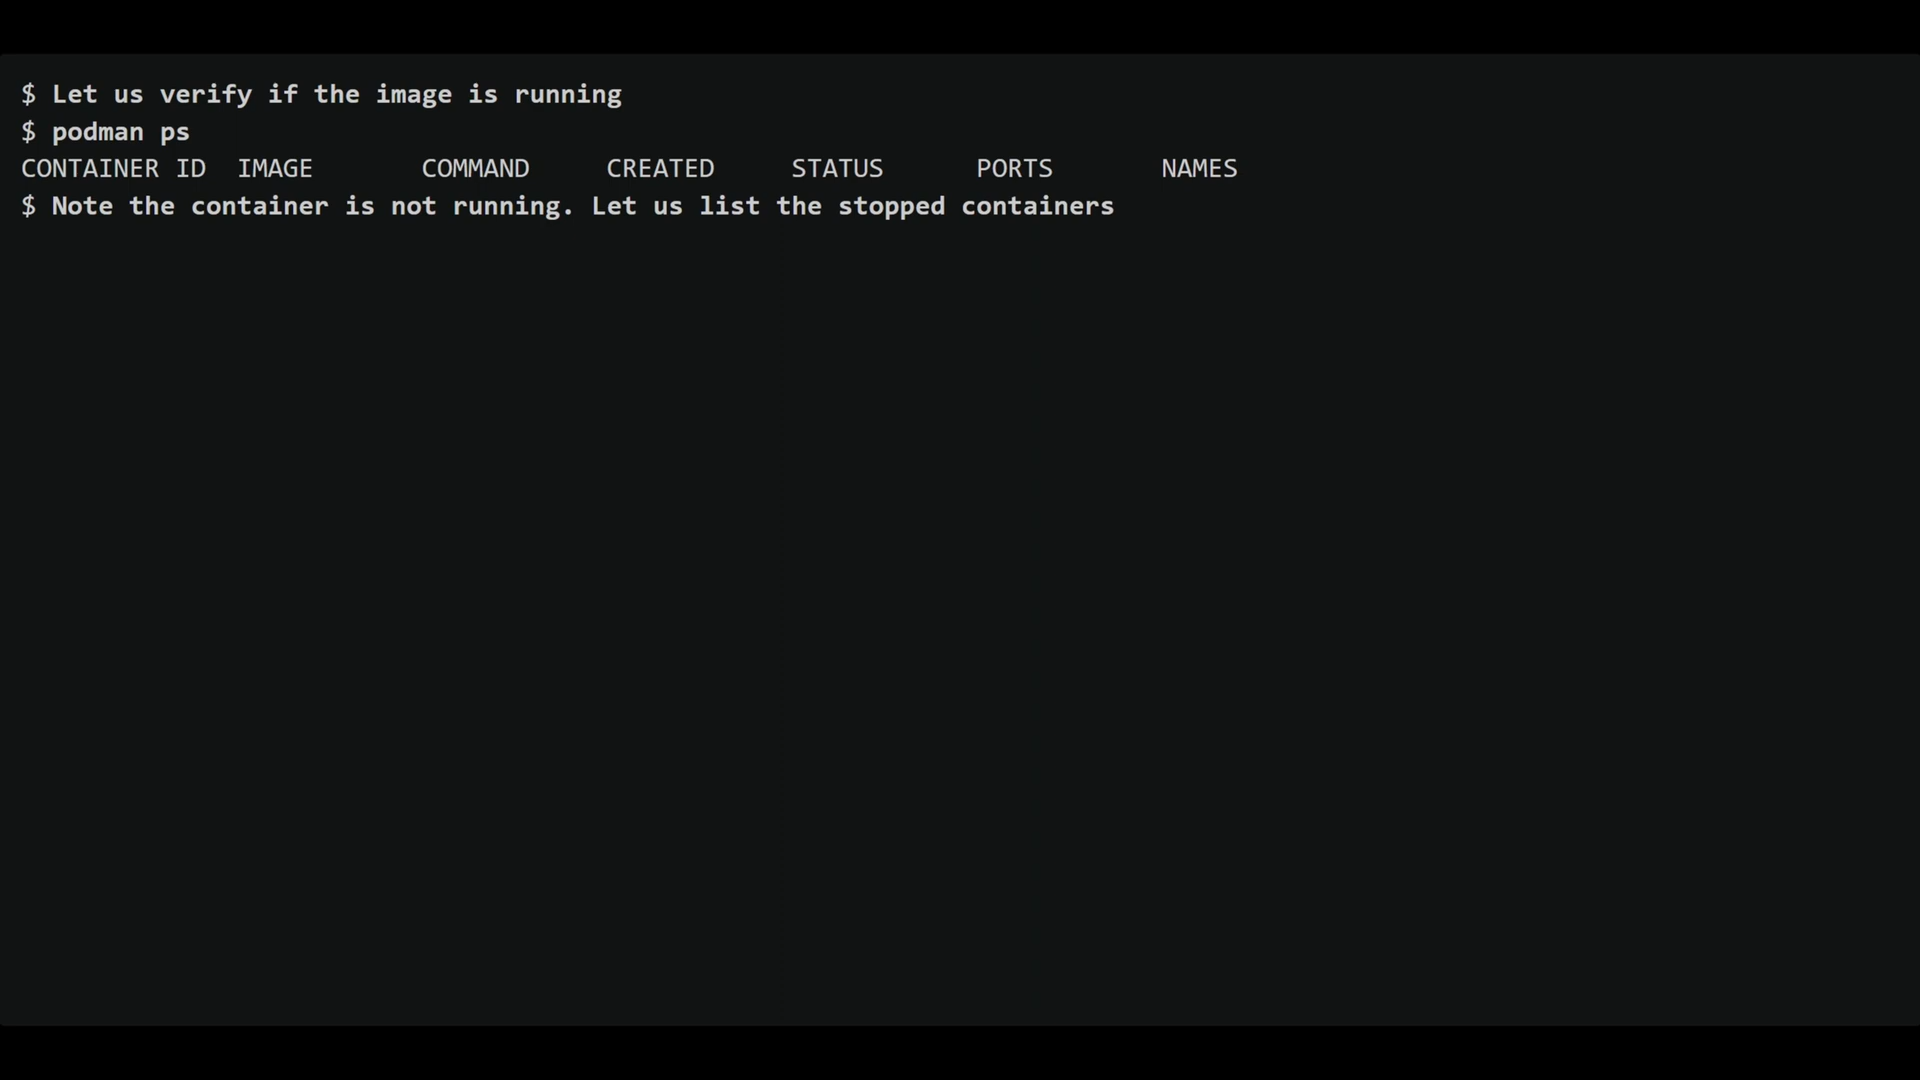 $ Let us verify if the image is running
$ podman ps
CONTAINER ID  IMAGE       COMMAND     CREATED     STATUS      PORTS       NAMES
$ Note the container is not running. Let us list the stopped containers